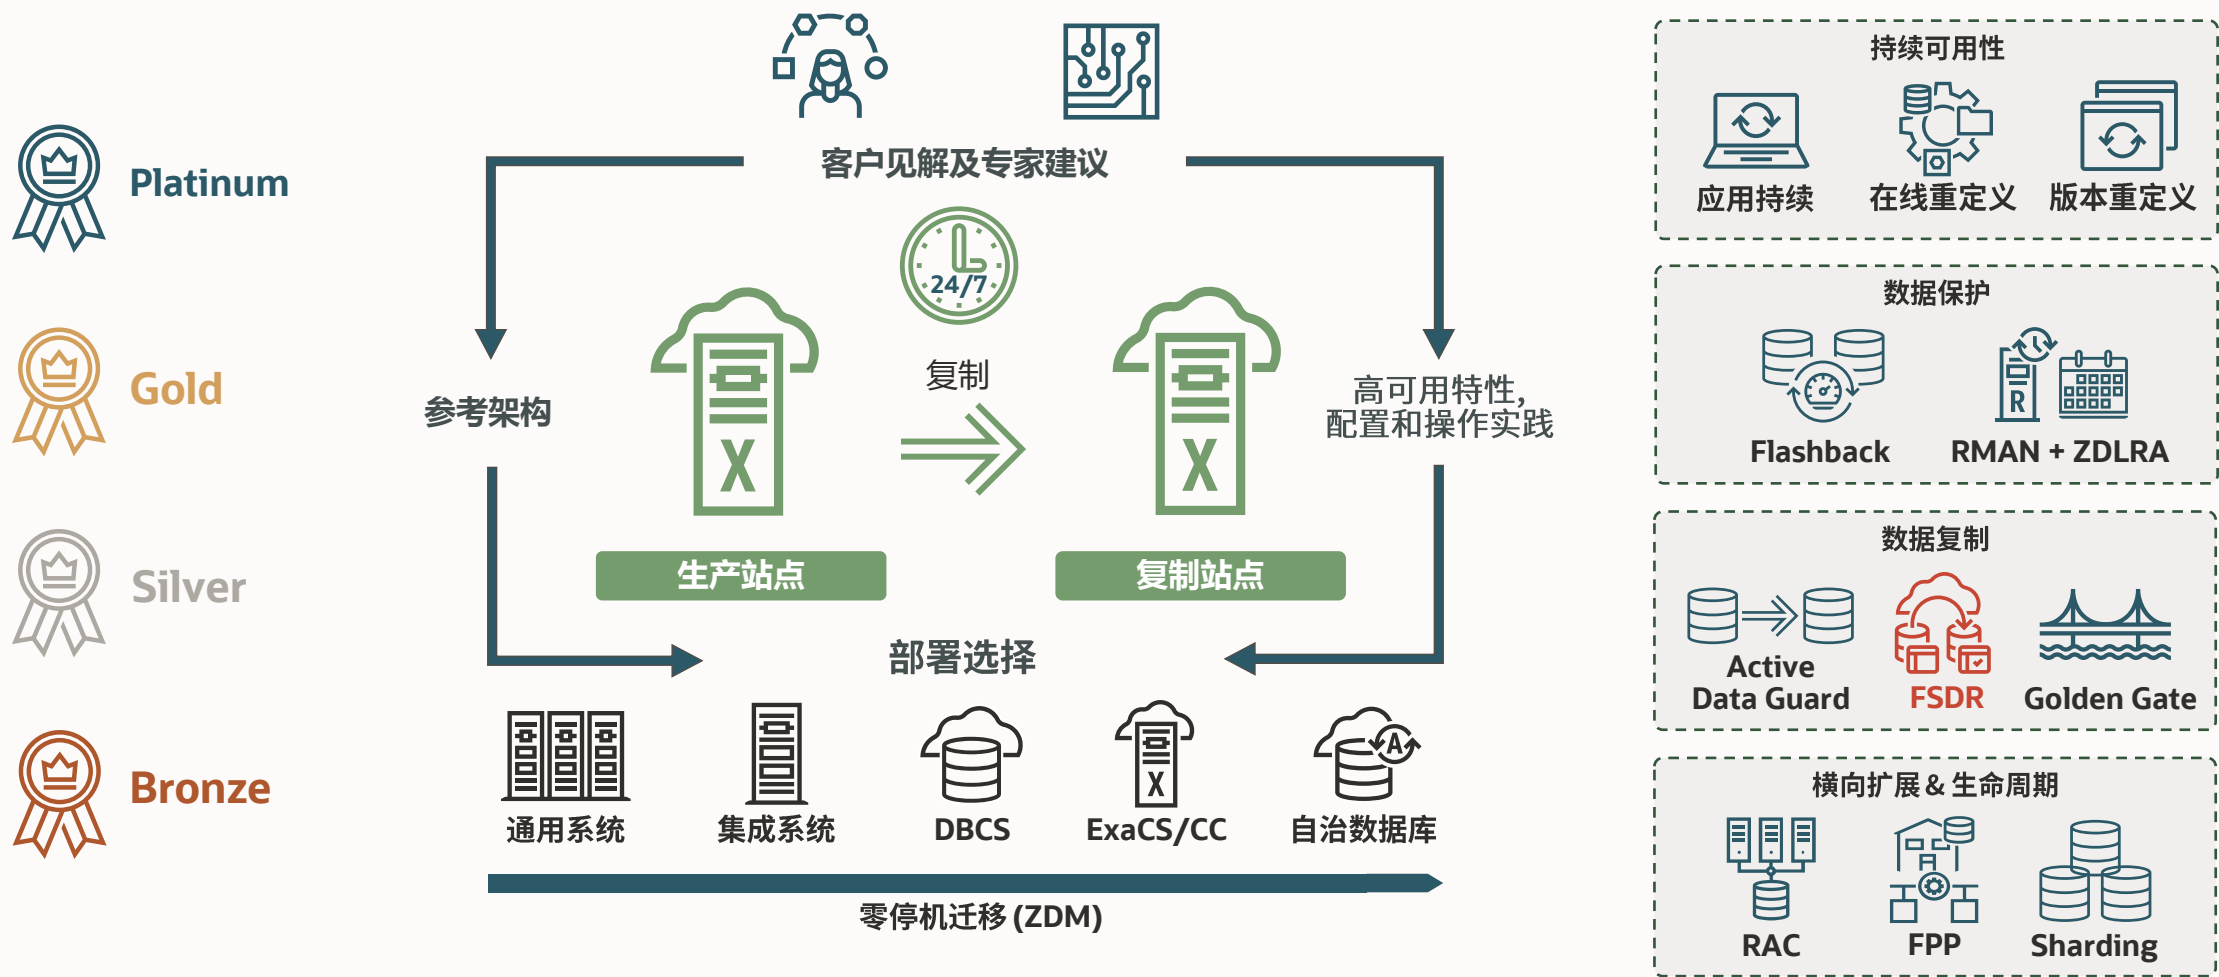 Platinum
Gold
Silver
Bronze
客户见解及专家建议
24/7
参考架构
复制
高可用特性,
配置和操作实践
X
X
生产站点
复制站点
部署选择
X
A
通用系统
集成系统
DBCS
ExaCS/CC
自治数据库
零停机迁移 (ZDM)
持续可用性
应用持续
在线重定义
版本重定义
数据保护
R
Flashback
RMAN + ZDLRA
数据复制
Active
Data Guard
FSDR
Golden Gate
横向扩展 & 生命周期
RAC
FPP
Sharding